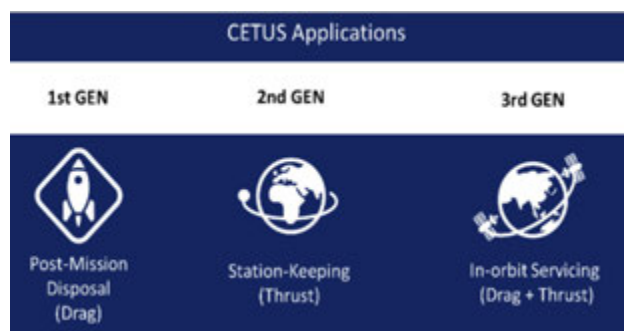 CETUS Applications
1st GEN
2nd GEN
3rd GEN
Post-Mission
Disposal
(Drag)
Station-Keeping
(Thrust)
In-orbit Servicing
(Drag + Thrust)